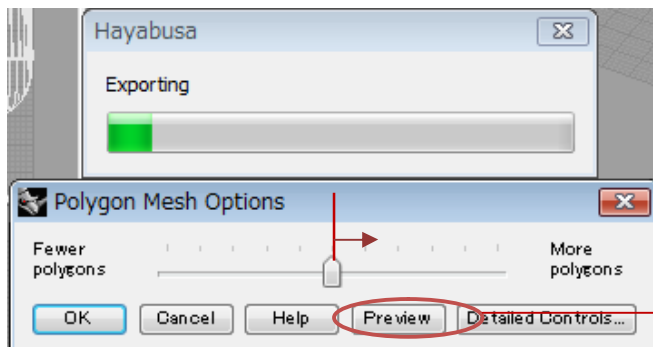 Hayabusa
Exporting
Polygon Mesh Options
Fewer
polygons
More
polygons
OK
Cancel
Help
Preview
Detailed Controls...